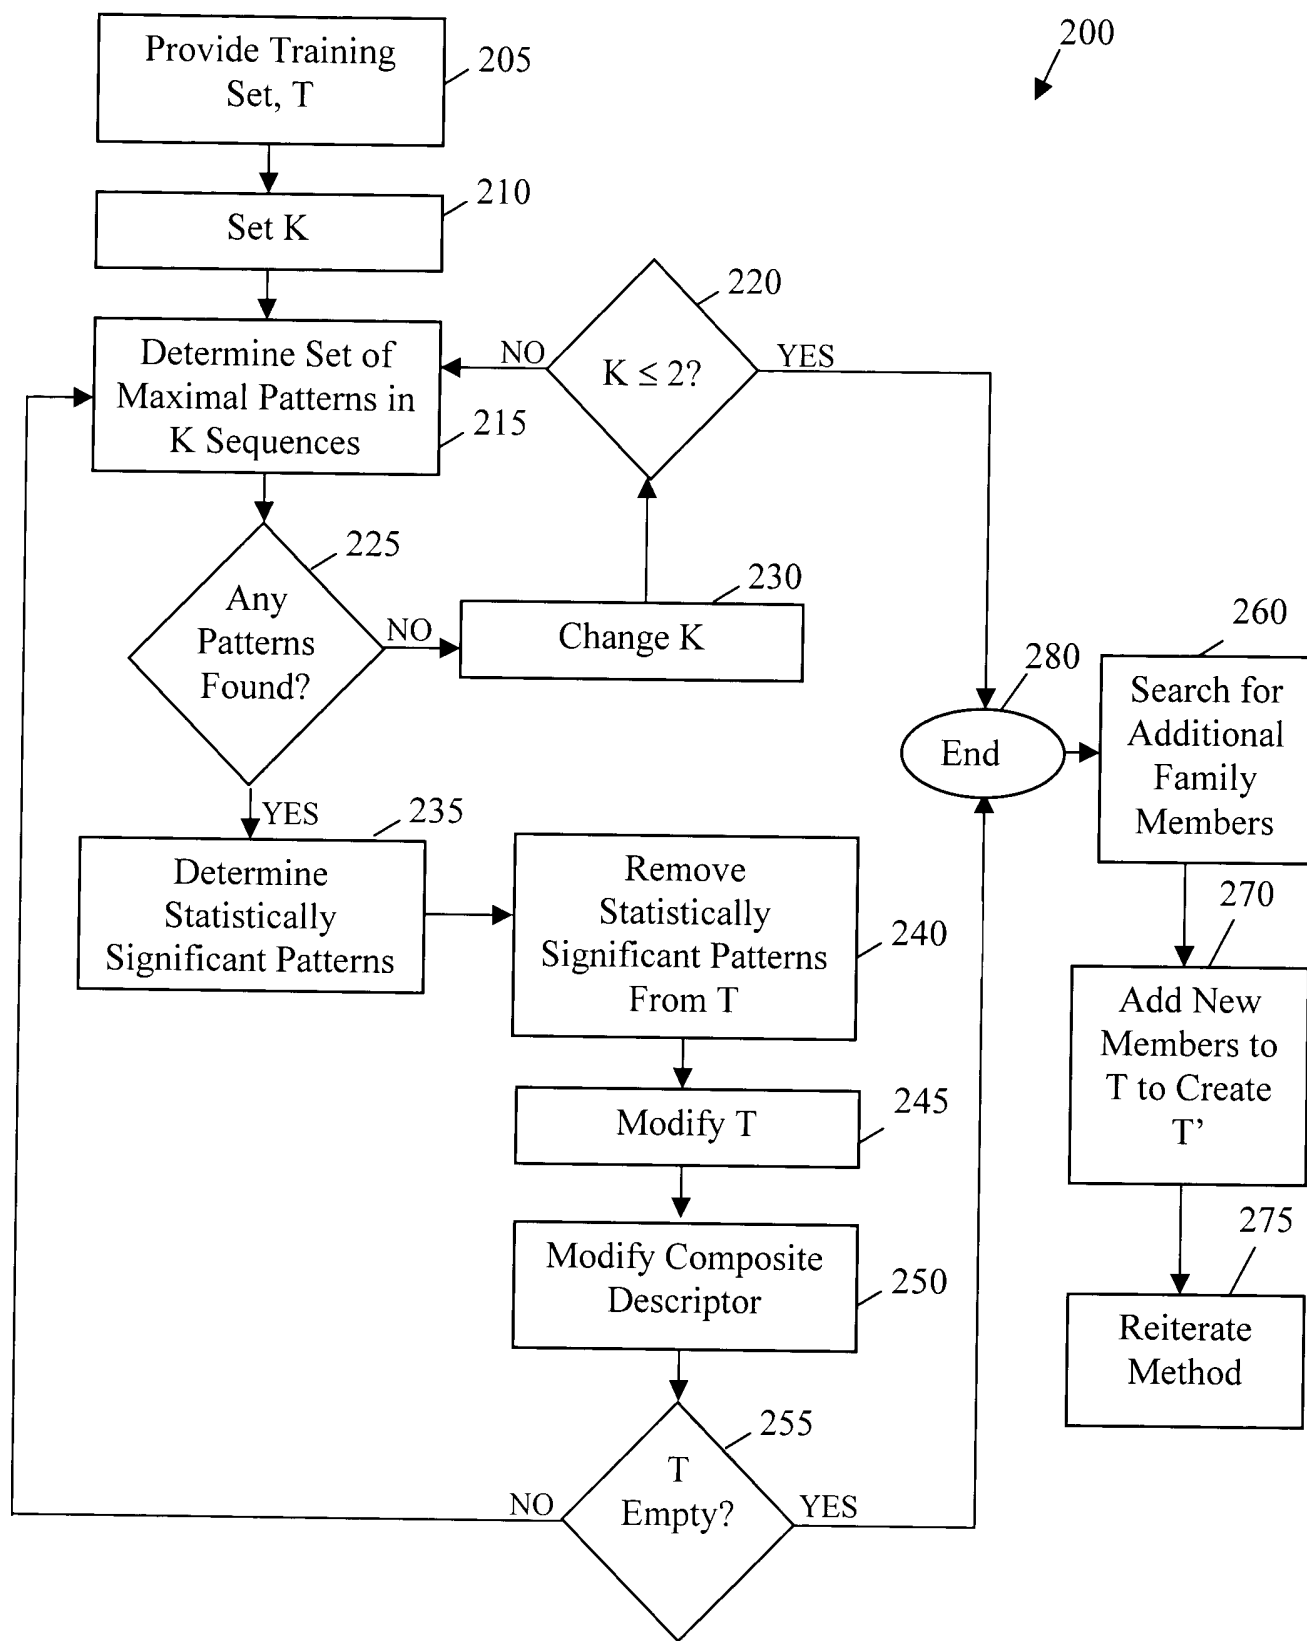 200
Provide Training
Set, T
205
Set K
210
Determine Set of
Maximal Patterns in
K Sequences
215
K ≤ 2?
220
NO
YES
Any
Patterns
Found?
225
NO
YES
Change K
230
Determine
Statistically
Significant Patterns
235
Remove
Statistically
Significant Patterns
From T
240
Modify T
245
Modify Composite
Descriptor
250
T
Empty?
255
NO
YES
End
280
Search for
Additional
Family
Members
260
Add New
Members to
T to Create
T’
270
Reiterate
Method
275